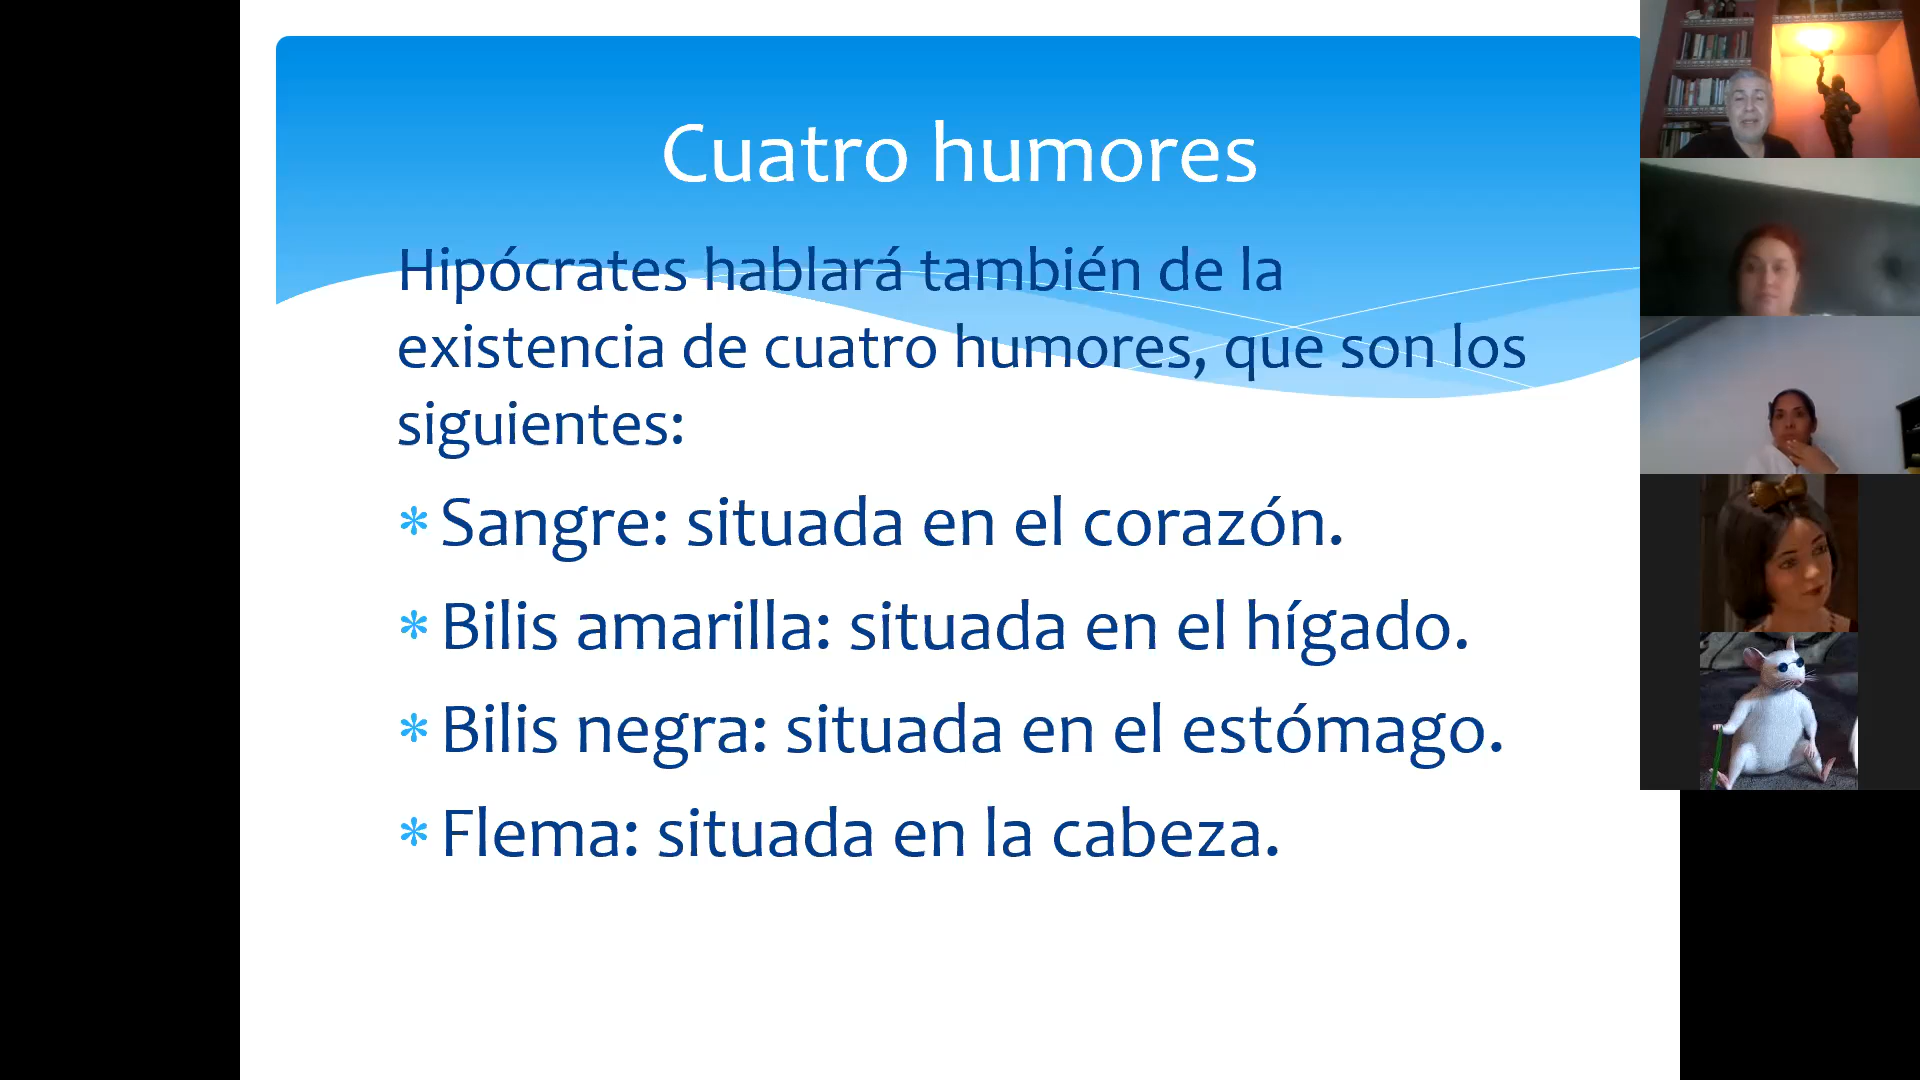 Cuatro humores
Hipócrates hablará también de la
existencia de cuatro humores, que son los
siguientes:
* Sangre: situada en el corazón.
* Bilis amarilla: situada en el hígado.
* Bilis negra: situada en el estómago.
* Flema: situada en la cabeza.